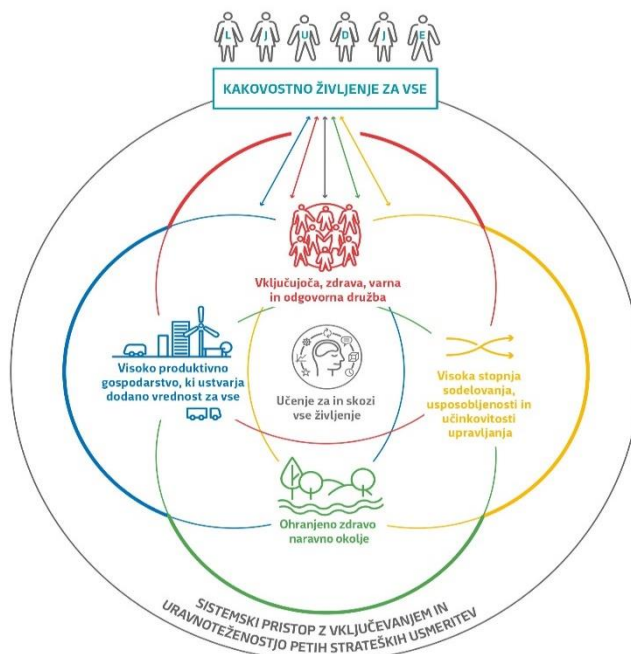 L J U D J E
KAKOVOSTNO ŽIVLJENJE ZA VSE
Vključujoča, zdrava, varna
in odgovorna družba
Visoko produktivno
gospodarstvo, ki ustvarja
dodano vrednost za vse
Učenje za in skozi
vse življenje
Visoka stopnja
sodelovanja,
usposobljenosti in
učinkovitosti
upravljanja
Ohranjeno zdravo
naravno okolje
SISTEMSKI PRISTOP Z VKLJUČEVANJEM IN
URAVNOTEŽENOSTJO PETIH STRATEŠKIH USMERITEV